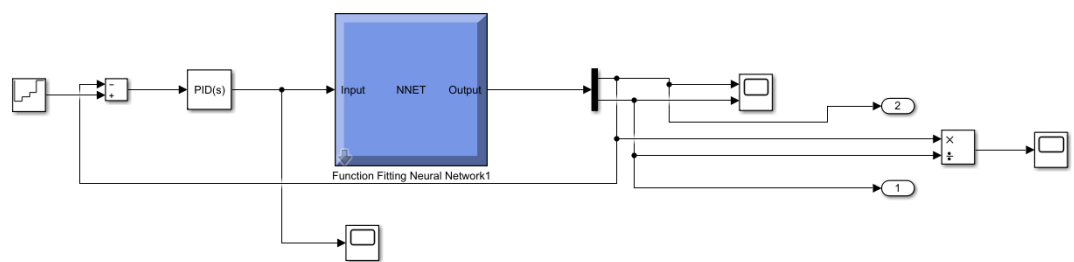 −
+
PID(s)
Input
NNET
Output
Function Fitting Neural Network1
2
×
÷
1